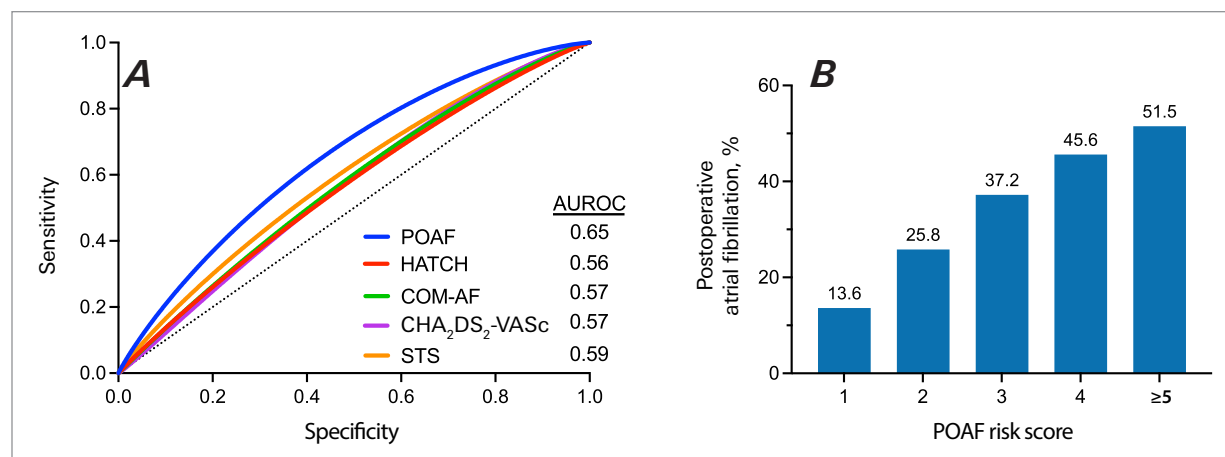 A
1.0
0.8
0.6
0.4
0.2
0.0
Sensitivity
0.0 0.2 0.4 0.6 0.8 1.0
Specificity
AUROC
POAF 0.65
HATCH 0.56
COM-AF 0.57
CHA₂DS₂-VASc 0.57
STS 0.59
B
60
40
20
0
Postoperative
atrial fibrillation, %
13.6
25.8
37.2
45.6
51.5
1 2 3 4 ≥5
POAF risk score